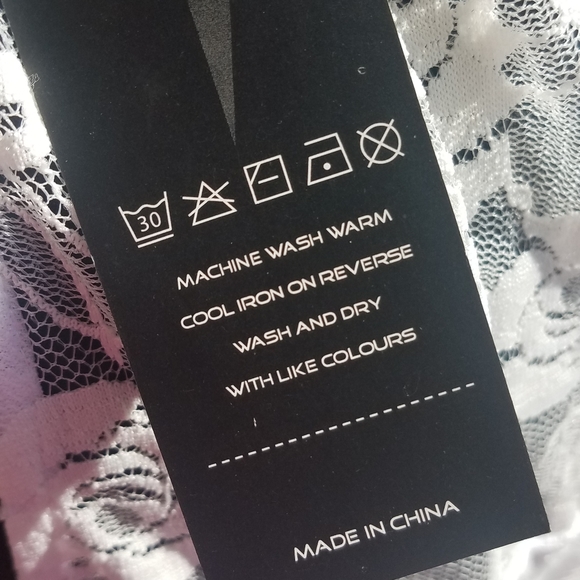 30
MACHINE WASH WARM
COOL IRON ON REVERSE
WASH AND DRY
WITH LIKE COLOURS
MADE IN CHINA